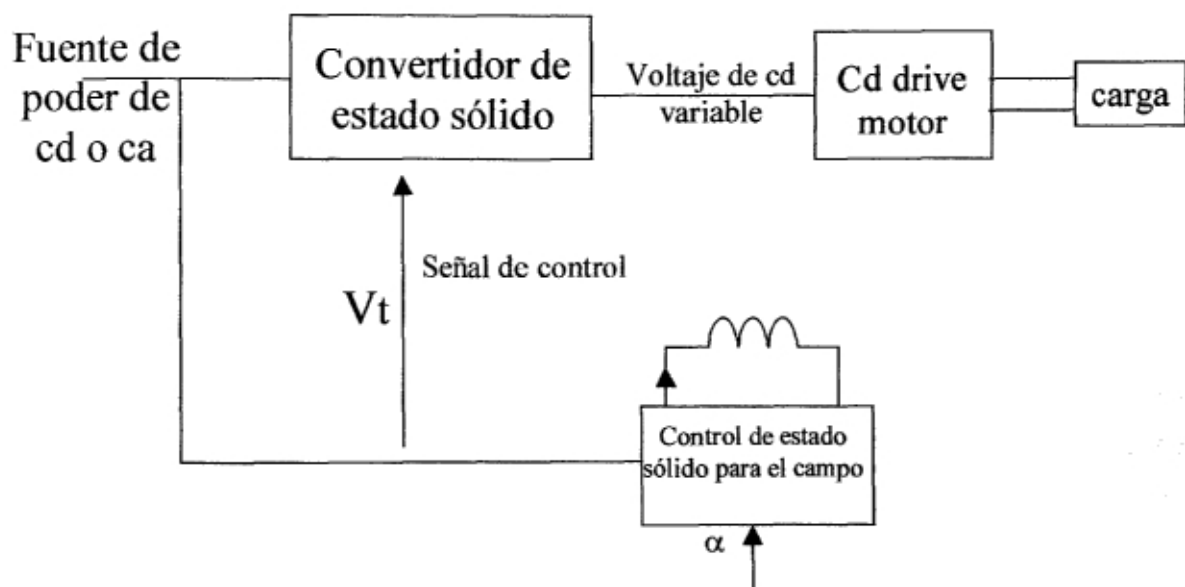 Fuente de
poder de
cd o ca
Convertidor de
estado sólido
Voltaje de cd
variable
Cd drive
motor
carga
Señal de control
Vt
Control de estado
sólido para el campo
α